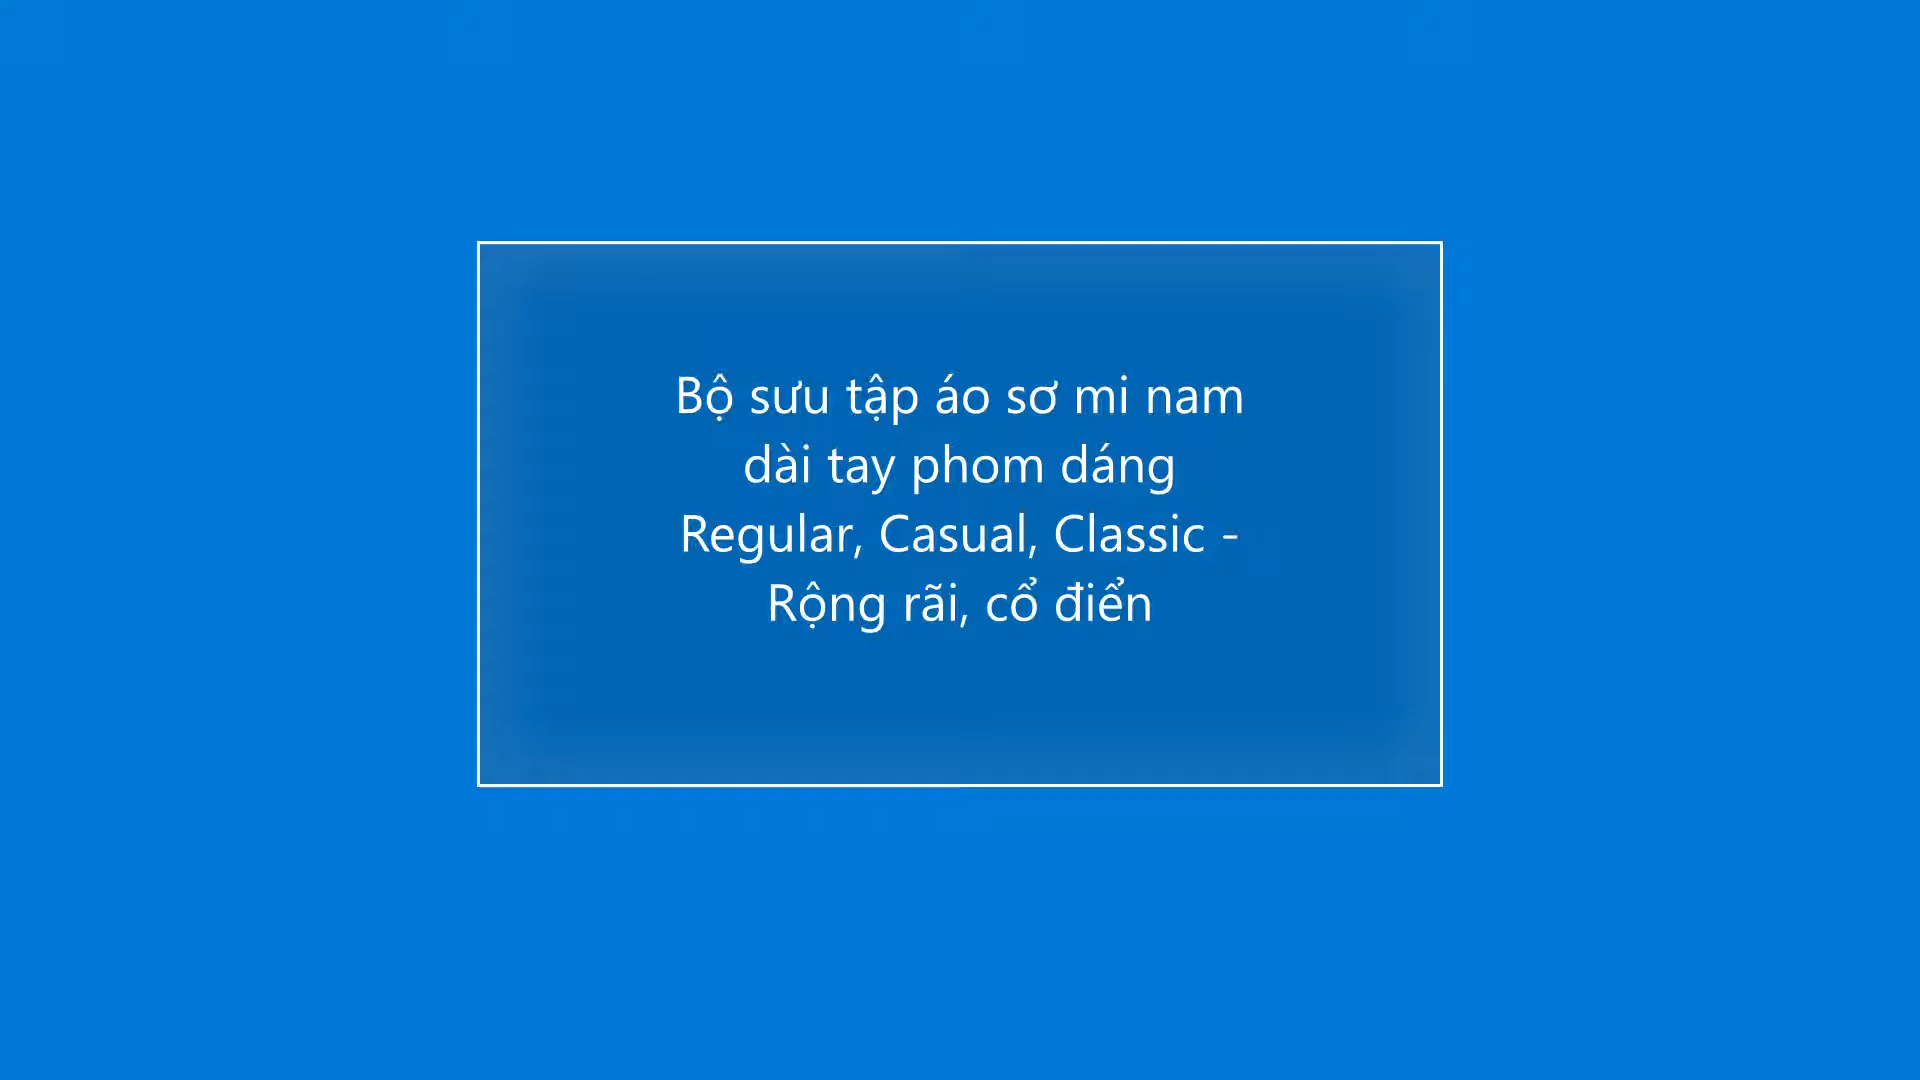 Bộ sưu tập áo sơ mi nam
dài tay phom dáng
Regular, Casual, Classic -
Rộng rãi, cổ điển